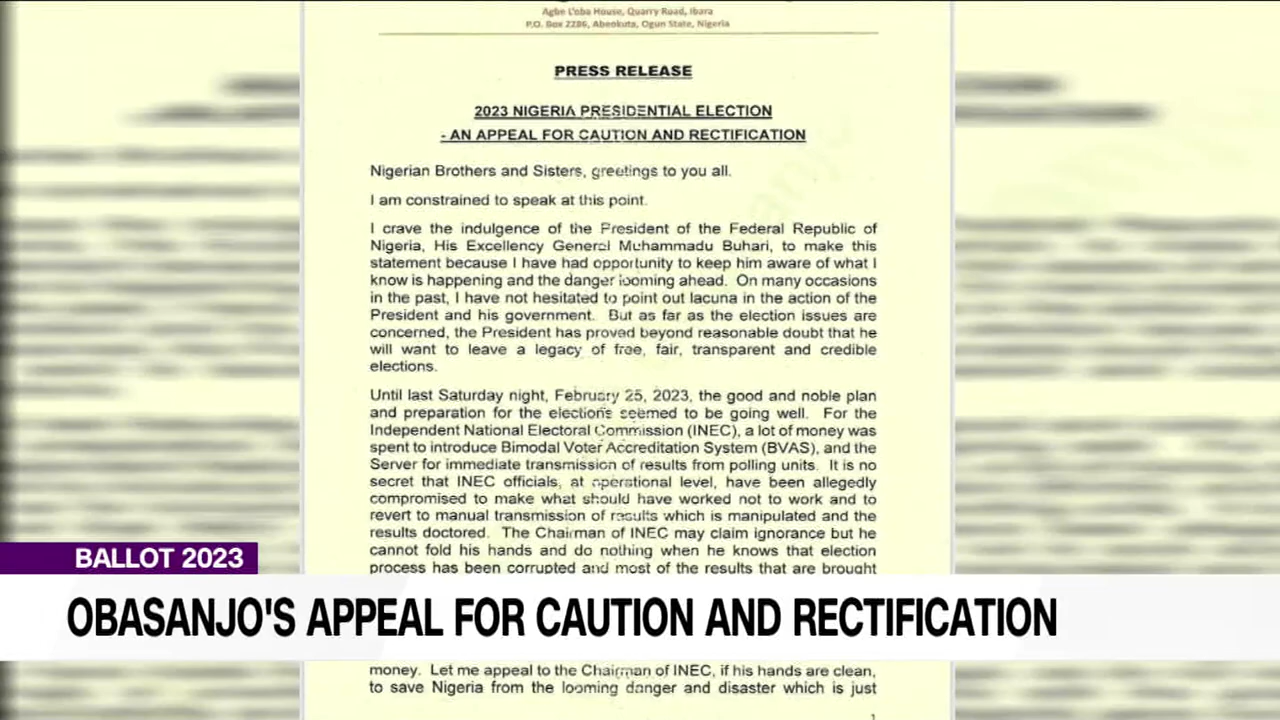 Agbe L'oba House, Quarry Road, Ibara
P.O. Box 2286, Abeokuta, Ogun State, Nigeria
PRESS RELEASE
2023 NIGERIA PRESIDENTIAL ELECTION
- AN APPEAL FOR CAUTION AND RECTIFICATION
Nigerian Brothers and Sisters, greetings to you all.
I am constrained to speak at this point.
I crave the indulgence of the President of the Federal Republic of
Nigeria, His Excellency General Muhammadu Buhari, to make this
statement because I have had opportunity to keep him aware of what I
know is happening and the danger looming ahead. On many occasions
in the past, I have not hesitated to point out lacuna in the action of the
President and his government. But as far as the election issues are
concerned, the President has proved beyond reasonable doubt that he
will want to leave a legacy of free, fair, transparent and credible
elections.
Until last Saturday night, February 25, 2023, the good and noble plan
and preparation for the elections seemed to be going well. For the
Independent National Electoral Commission (INEC), a lot of money was
spent to introduce Bimodal Voter Accreditation System (BVAS), and the
Server for immediate transmission of results from polling units. It is no
secret that INEC officials, at operational level, have been allegedly
compromised to make what should have worked not to work and to
revert to manual transmission of results which is manipulated and the
results doctored. The Chairman of INEC may claim ignorance but he
cannot fold his hands and do nothing when he knows that election
process has been corrupted and most of the results that are brought
BALLOT 2023
OBASANJO'S APPEAL FOR CAUTION AND RECTIFICATION
money. Let me appeal to the Chairman of INEC, if his hands are clean,
to save Nigeria from the looming danger and disaster which is just
1